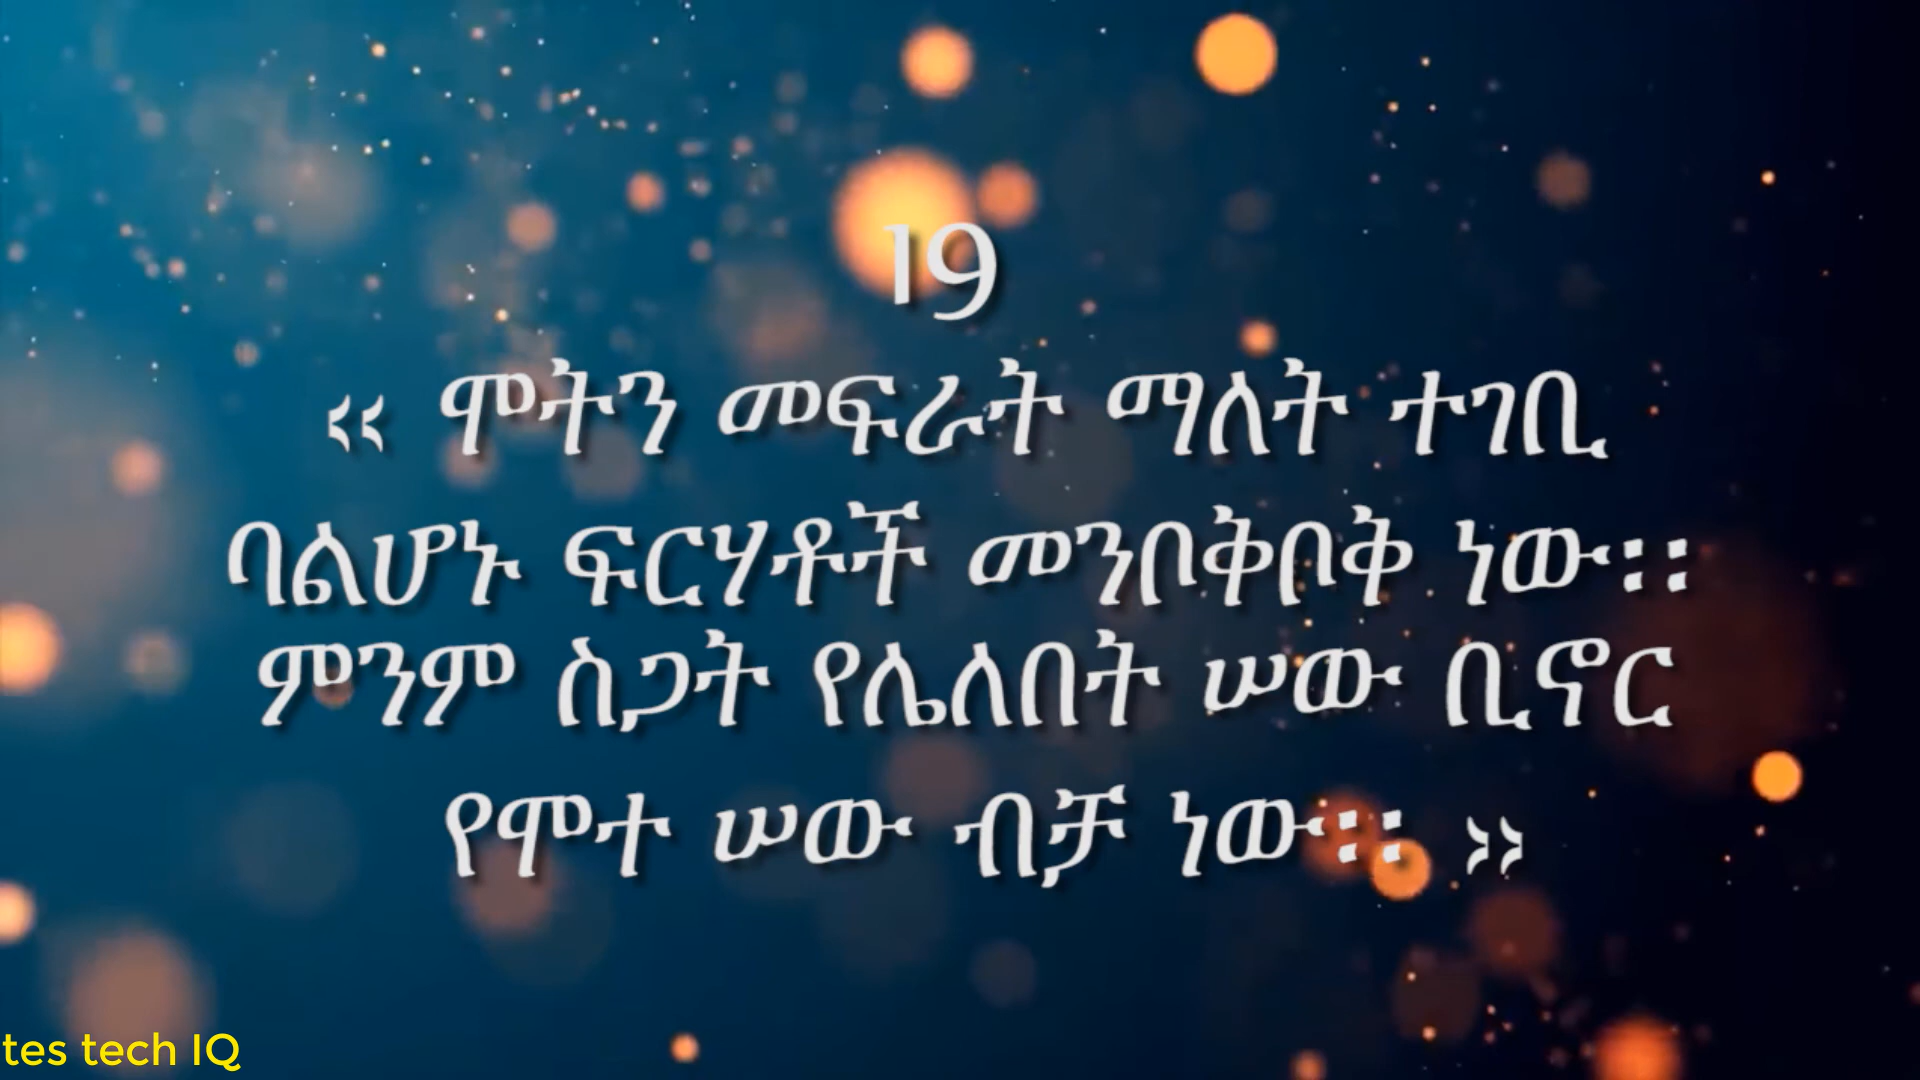 19
‹‹ ሞትን መፍራት ማለት ተገቢ
ባልሆኑ ፍርሃቶች መንቦቅቦቅ ነው፡፡
ምንም ስጋት የሌለበት ሠው ቢኖር
የሞተ ሠው ብቻ ነው፡፡ ››
tes tech IQ